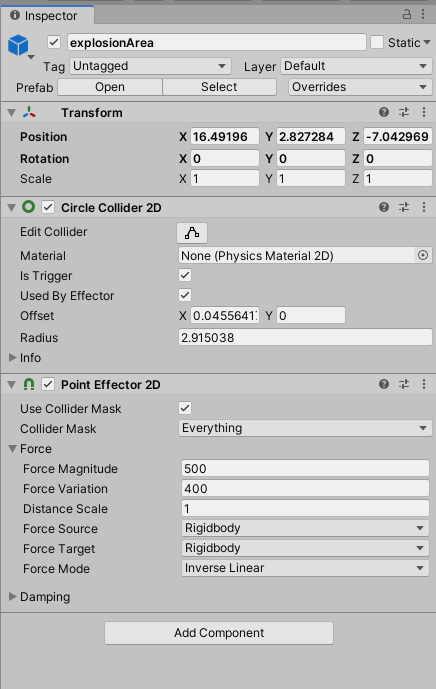 Inspector
explosionArea Static
Tag Untagged Layer Default
Prefab Open Select Overrides
Transform
Position X 16.49196 Y 2.827284 Z -7.042969
Rotation X 0 Y 0 Z 0
Scale X 1 Y 1 Z 1
Circle Collider 2D
Edit Collider
Material None (Physics Material 2D)
Is Trigger
Used By Effector
Offset X 0.0455641 Y 0
Radius 2.915038
Info
Point Effector 2D
Use Collider Mask
Collider Mask Everything
Force
Force Magnitude 500
Force Variation 400
Distance Scale 1
Force Source Rigidbody
Force Target Rigidbody
Force Mode Inverse Linear
Damping
Add Component